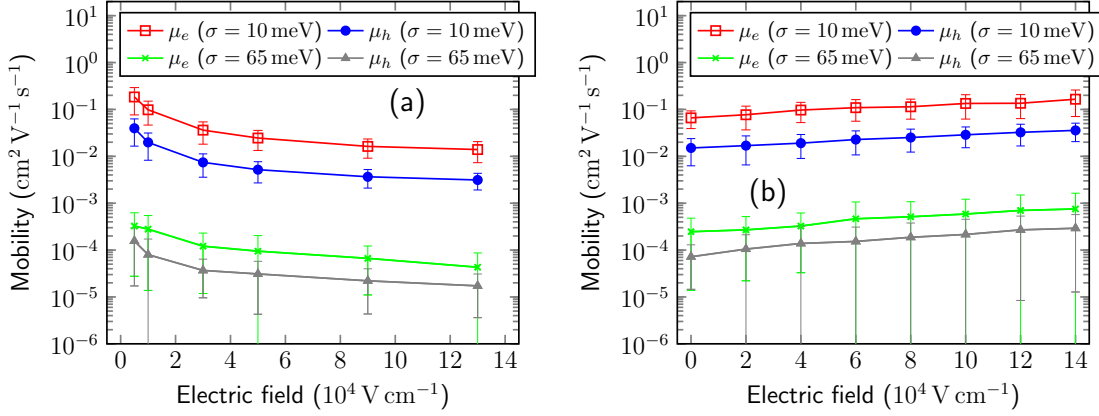 μₑ (σ = 10 meV) μₕ (σ = 10 meV)
μₑ (σ = 65 meV) μₕ (σ = 65 meV)
(a)
Mobility (cm² V⁻¹ s⁻¹)
10¹
10⁰
10⁻¹
10⁻²
10⁻³
10⁻⁴
10⁻⁵
10⁻⁶
0 2 4 6 8 10 12 14
Electric field (10⁴ V cm⁻¹)
μₑ (σ = 10 meV) μₕ (σ = 10 meV)
μₑ (σ = 65 meV) μₕ (σ = 65 meV)
(b)
Mobility (cm² V⁻¹ s⁻¹)
10¹
10⁰
10⁻¹
10⁻²
10⁻³
10⁻⁴
10⁻⁵
10⁻⁶
0 2 4 6 8 10 12 14
Electric field (10⁴ V cm⁻¹)